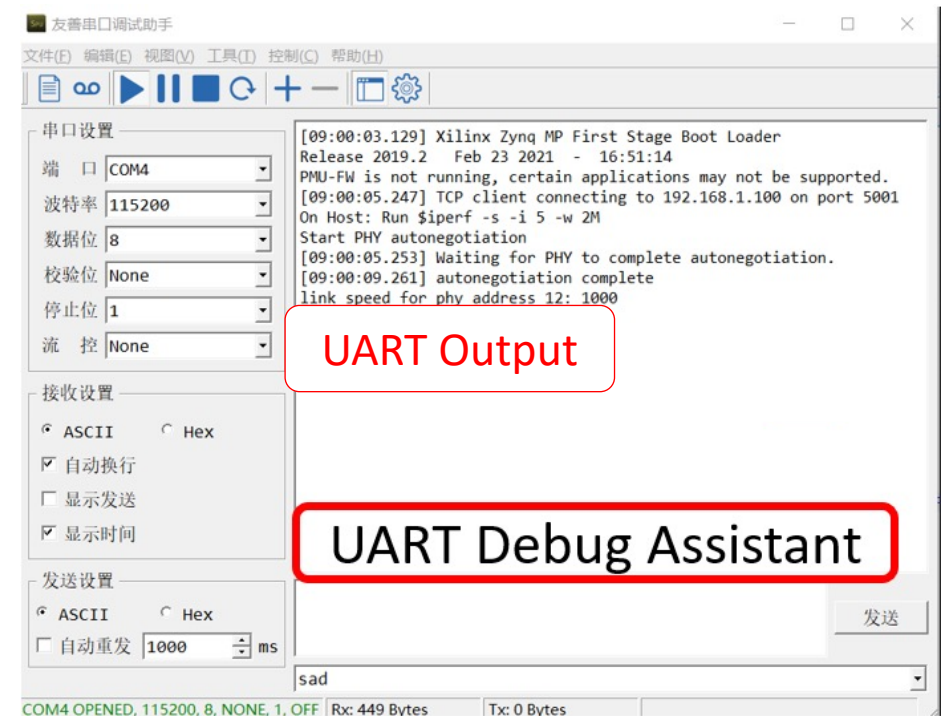 友善串口调试助手
文件(F) 编辑(E) 视图(V) 工具(T) 控制(C) 帮助(H)
串口设置
端 口 COM4
波特率 115200
数据位 8
校验位 None
停止位 1
流 控 None
接收设置
ASCII Hex
自动换行
显示发送
显示时间
发送设置
ASCII Hex
自动重发 1000 ms
[09:00:03.129] Xilinx Zynq MP First Stage Boot Loader
Release 2019.2 Feb 23 2021 - 16:51:14
PMU-FW is not running, certain applications may not be supported.
[09:00:05.247] TCP client connecting to 192.168.1.100 on port 5001
On Host: Run $iperf -s -i 5 -w 2M
Start PHY autonegotiation
[09:00:05.253] Waiting for PHY to complete autonegotiation.
[09:00:09.261] autonegotiation complete
link speed for phy address 12: 1000
UART Output
UART Debug Assistant
发送
sad
COM4 OPENED, 115200, 8, NONE, 1, OFF Rx: 449 Bytes Tx: 0 Bytes